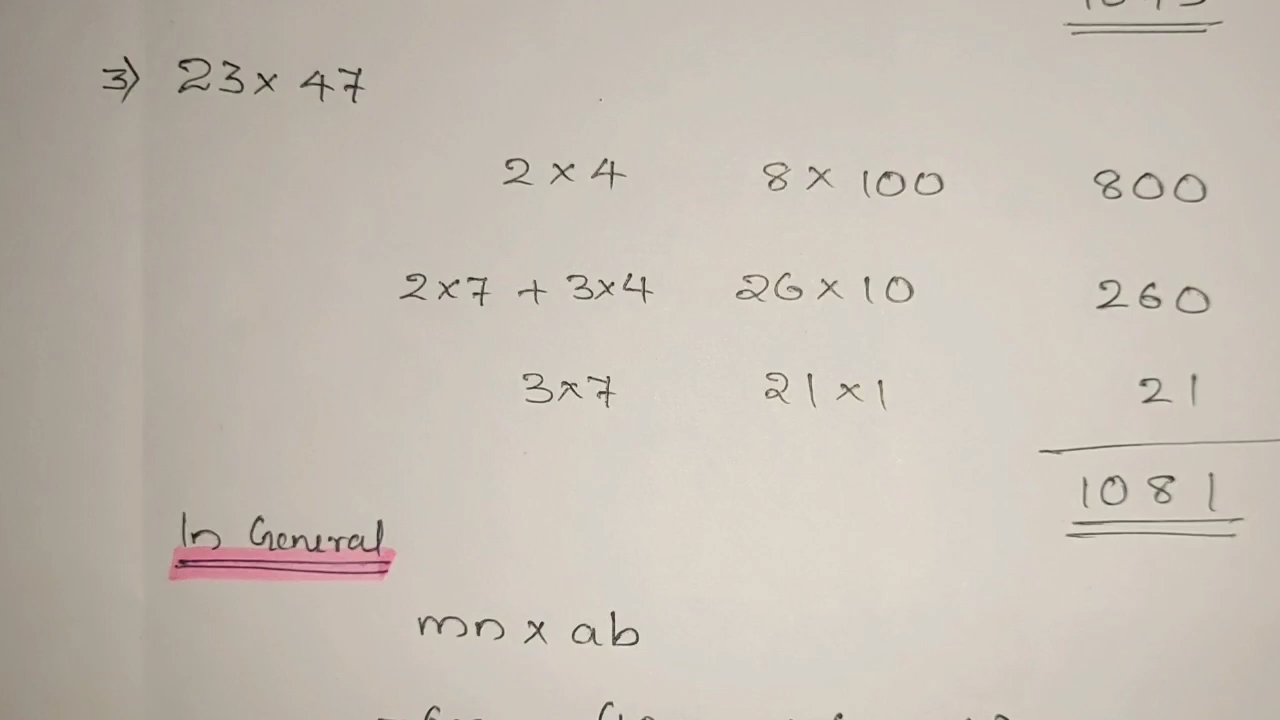 3) 23 x 47
2 x 4 8 x 100 800
2x7 + 3x4 26 x 10 260
3x7 21 x 1 21
1081
In General
mn x ab